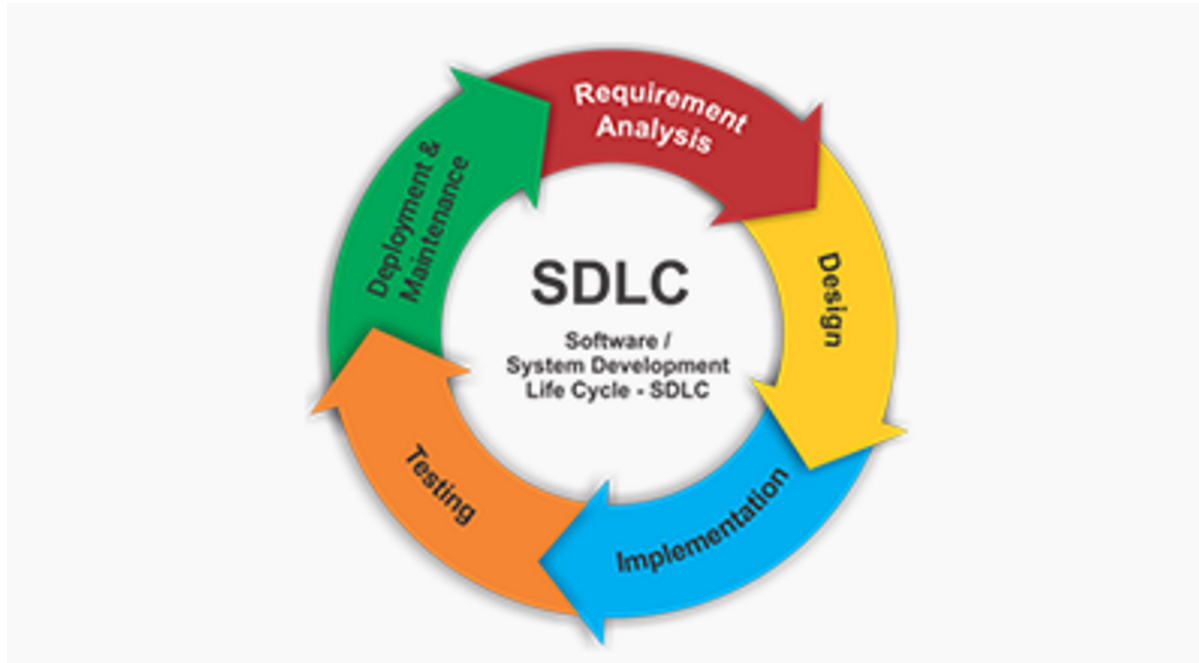 Requirement
Analysis
Design
Implementation
Testing
Deployment &
Maintenance
SDLC
Software /
System Development
Life Cycle - SDLC